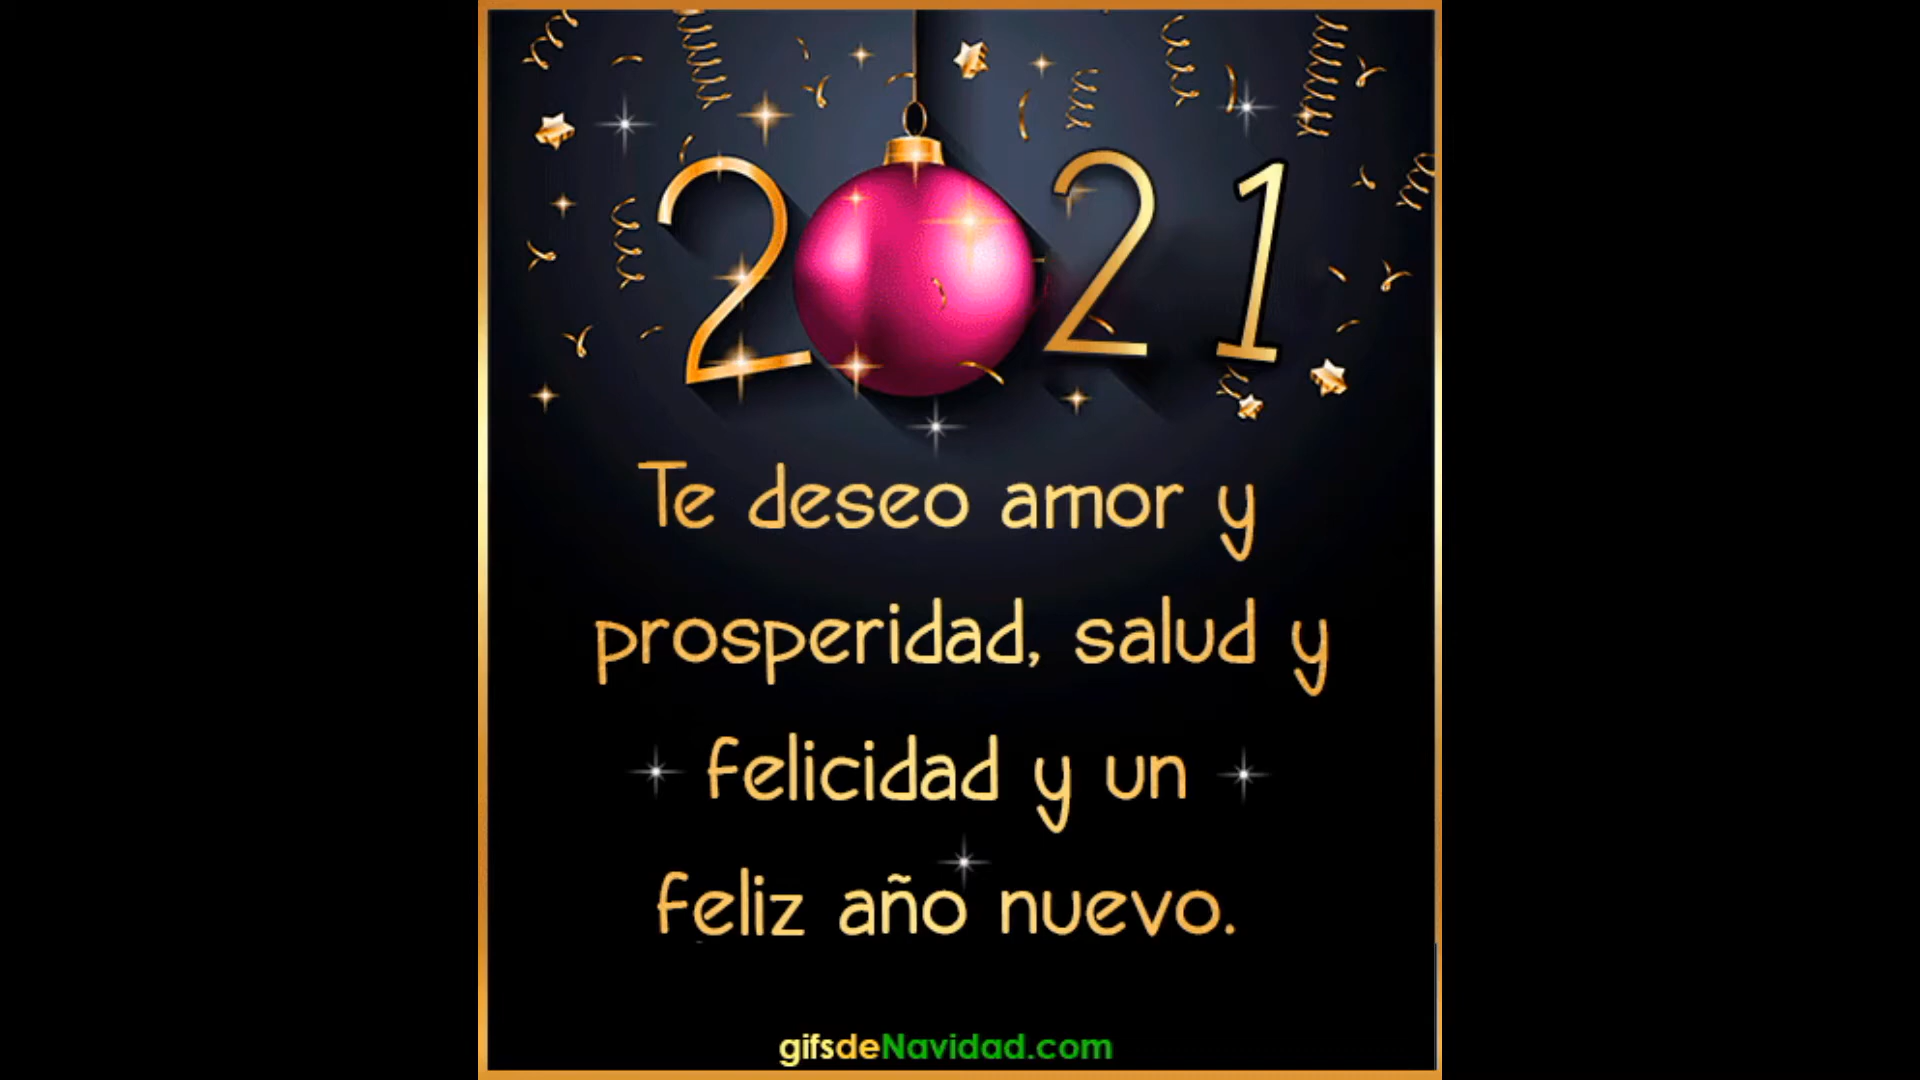 2021
Te deseo amor y
prosperidad, salud y
felicidad y un
feliz año nuevo.
gifsdeNavidad.com